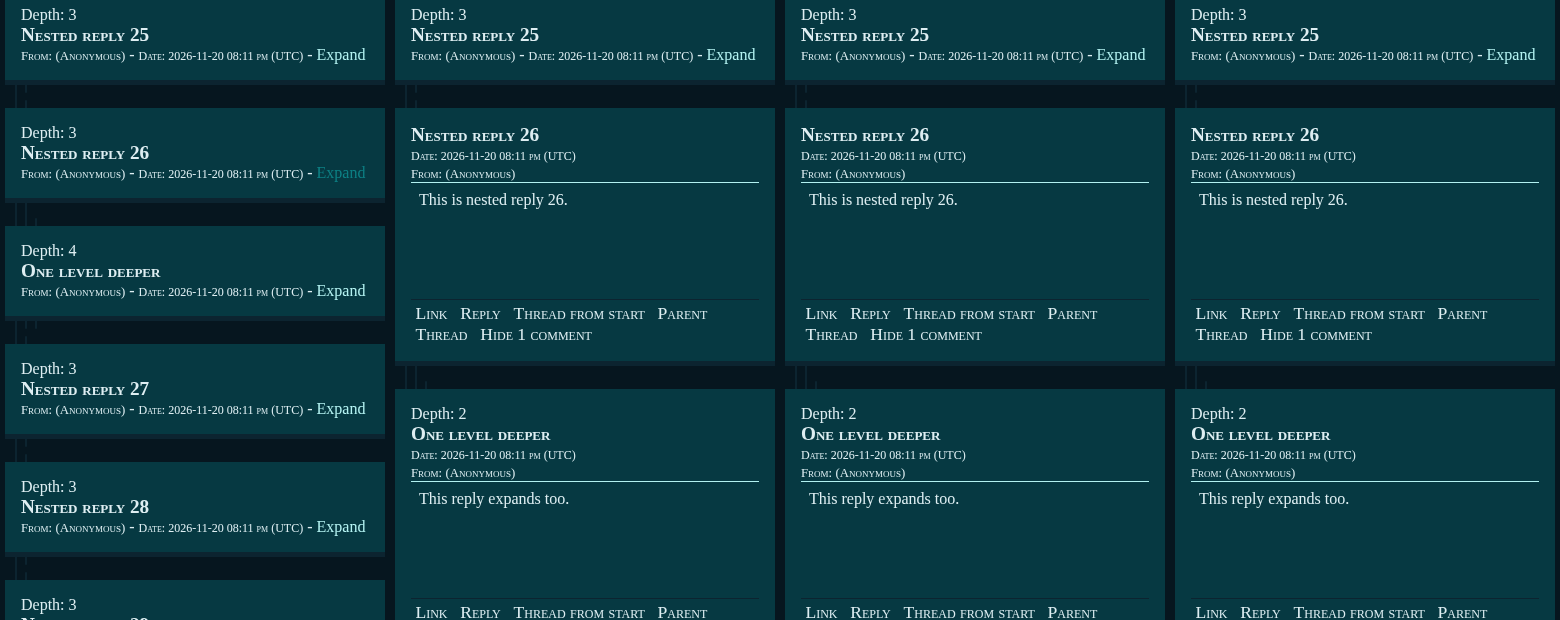 Depth: 3
Nested reply 25
From: (Anonymous) - Date: 2026-11-20 08:11 pm (UTC) - Expand
Depth: 3
Nested reply 26
From: (Anonymous) - Date: 2026-11-20 08:11 pm (UTC) - Expand
Depth: 4
One level deeper
From: (Anonymous) - Date: 2026-11-20 08:11 pm (UTC) - Expand
Depth: 3
Nested reply 27
From: (Anonymous) - Date: 2026-11-20 08:11 pm (UTC) - Expand
Depth: 3
Nested reply 28
From: (Anonymous) - Date: 2026-11-20 08:11 pm (UTC) - Expand
Depth: 3
Depth: 3
Nested reply 25
From: (Anonymous) - Date: 2026-11-20 08:11 pm (UTC) - Expand
Nested reply 26
Date: 2026-11-20 08:11 pm (UTC)
From: (Anonymous)
This is nested reply 26.
Link Reply Thread from start Parent
Thread Hide 1 comment
Depth: 2
One level deeper
Date: 2026-11-20 08:11 pm (UTC)
From: (Anonymous)
This reply expands too.
Link Reply Thread from start Parent
Depth: 3
Nested reply 25
From: (Anonymous) - Date: 2026-11-20 08:11 pm (UTC) - Expand
Nested reply 26
Date: 2026-11-20 08:11 pm (UTC)
From: (Anonymous)
This is nested reply 26.
Link Reply Thread from start Parent
Thread Hide 1 comment
Depth: 2
One level deeper
Date: 2026-11-20 08:11 pm (UTC)
From: (Anonymous)
This reply expands too.
Link Reply Thread from start Parent
Depth: 3
Nested reply 25
From: (Anonymous) - Date: 2026-11-20 08:11 pm (UTC) - Expand
Nested reply 26
Date: 2026-11-20 08:11 pm (UTC)
From: (Anonymous)
This is nested reply 26.
Link Reply Thread from start Parent
Thread Hide 1 comment
Depth: 2
One level deeper
Date: 2026-11-20 08:11 pm (UTC)
From: (Anonymous)
This reply expands too.
Link Reply Thread from start Parent